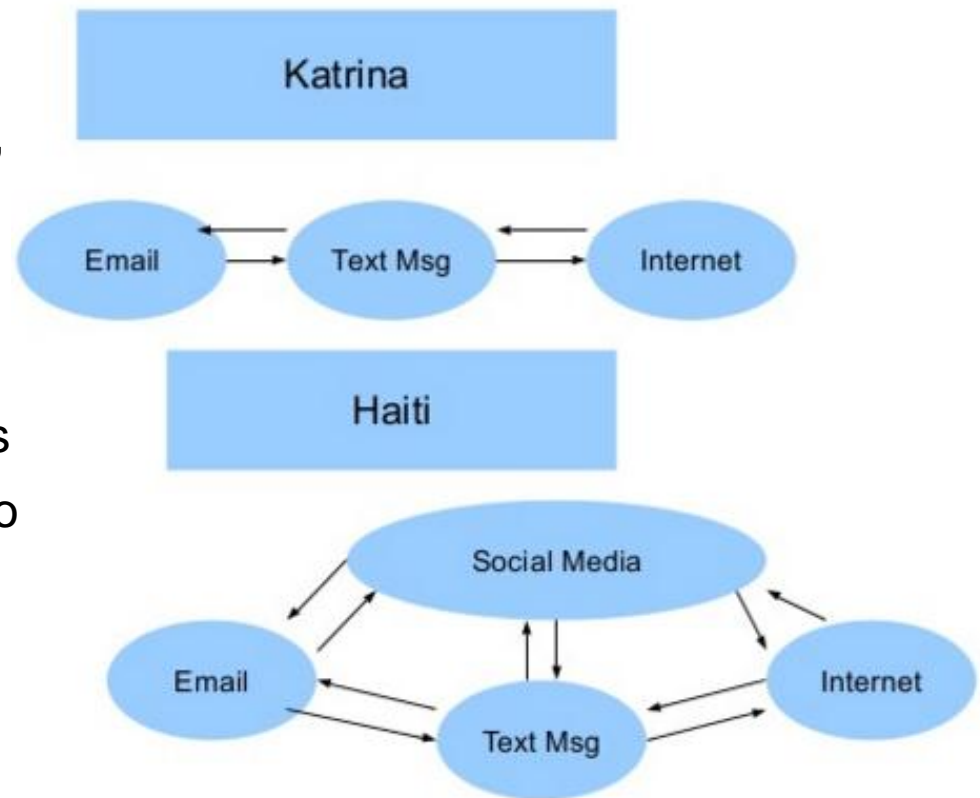 Katrina
,
Email Text Msg Internet
Haiti
s
o
Social Media
Email Internet
Text Msg